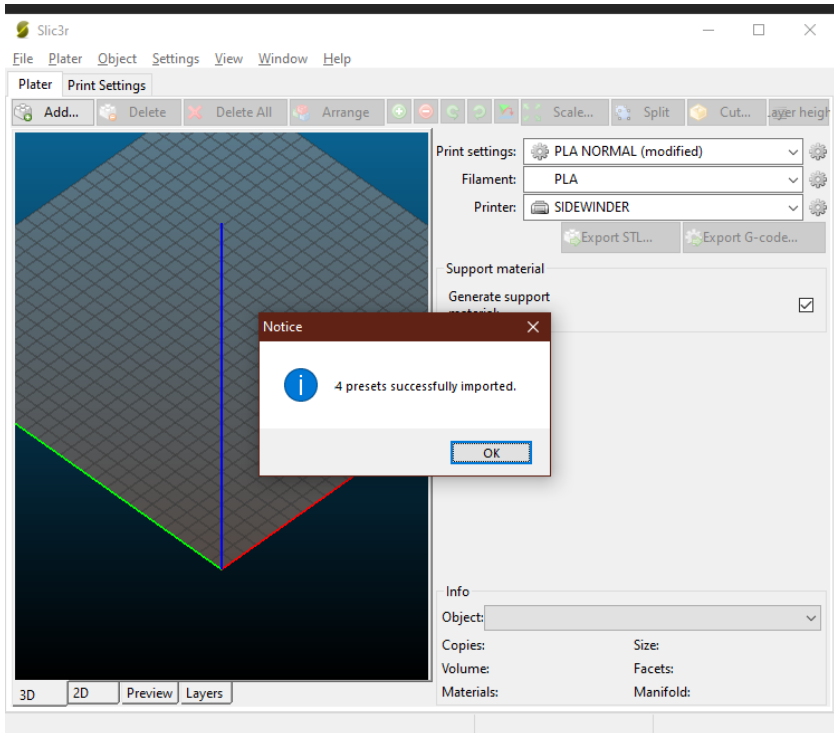 Slic3r
File Plater Object Settings View Window Help
Plater Print Settings
Add... Delete Delete All Arrange Scale... Split Cut... ayer heigh
Print settings: PLA NORMAL (modified)
Filament: PLA
Printer: SIDEWINDER
Export STL... Export G-code...
Support material
Generate support
Notice
4 presets successfully imported.
OK
Info
Object:
Copies: Size:
Volume: Facets:
Materials: Manifold:
3D 2D Preview Layers